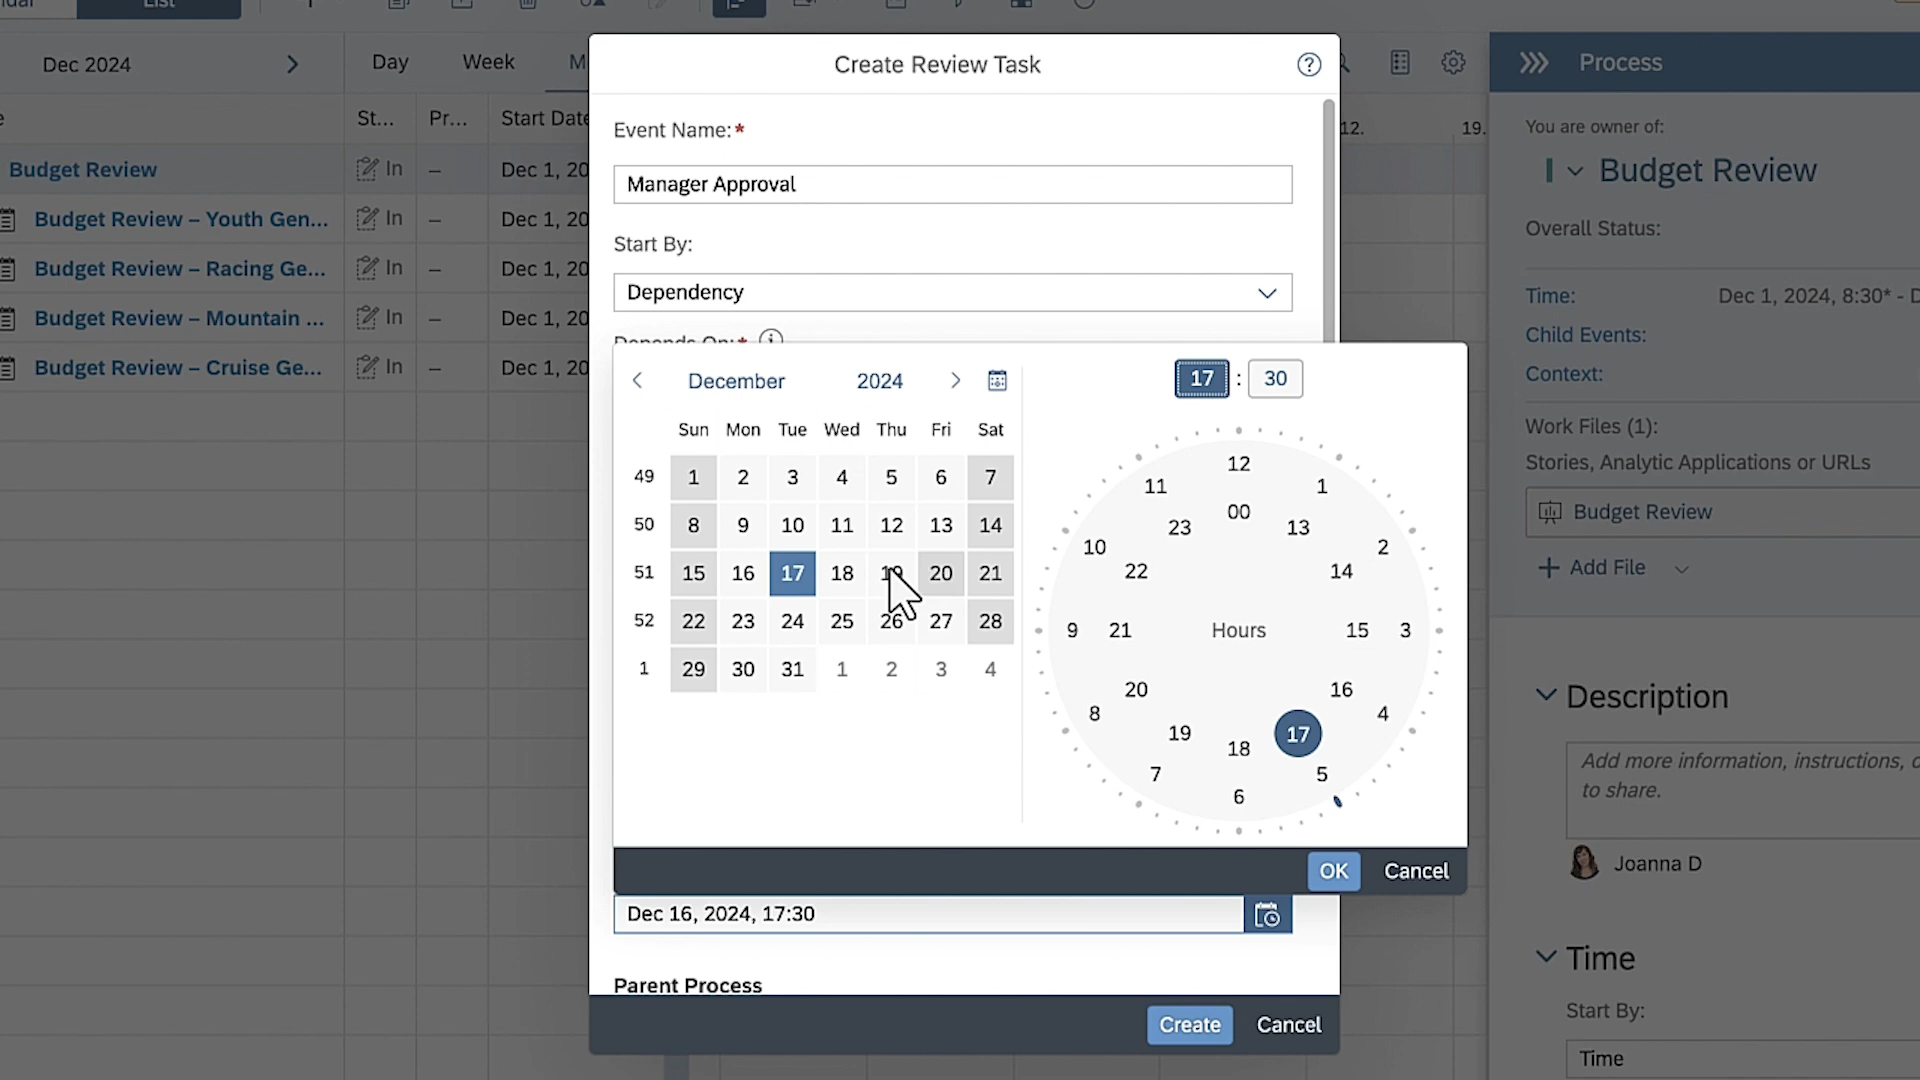 List
Dec 2024
Day
Week
M
St...
Pr...
Start Date
Budget Review
In
–
Dec 1, 20
Budget Review – Youth Gen...
In
–
Dec 1, 20
Budget Review – Racing Ge...
In
–
Dec 1, 20
Budget Review – Mountain ...
In
–
Dec 1, 20
Budget Review – Cruise Ge...
In
–
Dec 1, 20
Create Review Task
Event Name:*
Manager Approval
Start By:
Dependency
Depends On:*
December 2024
Sun Mon Tue Wed Thu Fri Sat
49 1 2 3 4 5 6 7
50 8 9 10 11 12 13 14
51 15 16 17 18 19 20 21
52 22 23 24 25 26 27 28
1 29 30 31 1 2 3 4
17 : 30
12
11 1
00
23 13
10 2
22 14
9 21 Hours 15 3
20 16
8 4
19 17
18
7 5
6
OK
Cancel
Dec 16, 2024, 17:30
Parent Process
Create
Cancel
12.
19.
Process
You are owner of:
Budget Review
Overall Status:
Time:
Dec 1, 2024, 8:30* - D
Child Events:
Context:
Work Files (1):
Stories, Analytic Applications or URLs
Budget Review
Add File
Description
Add more information, instructions, o
to share.
Joanna D
Time
Start By:
Time